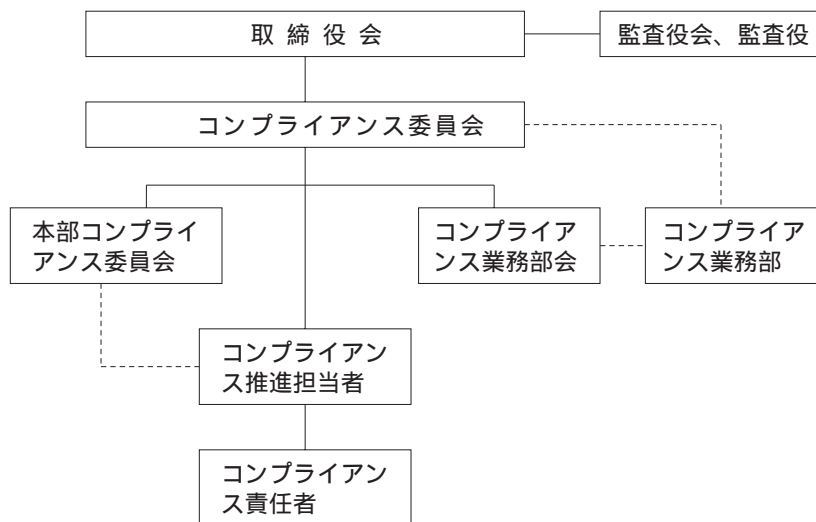 取締役会
監査役会、監査役
コンプライアンス委員会
本部コンプライ
アンス委員会
コンプライア
ンス業務部会
コンプライア
ンス業務部
コンプライアン
ス推進担当者
コンプライアン
ス責任者